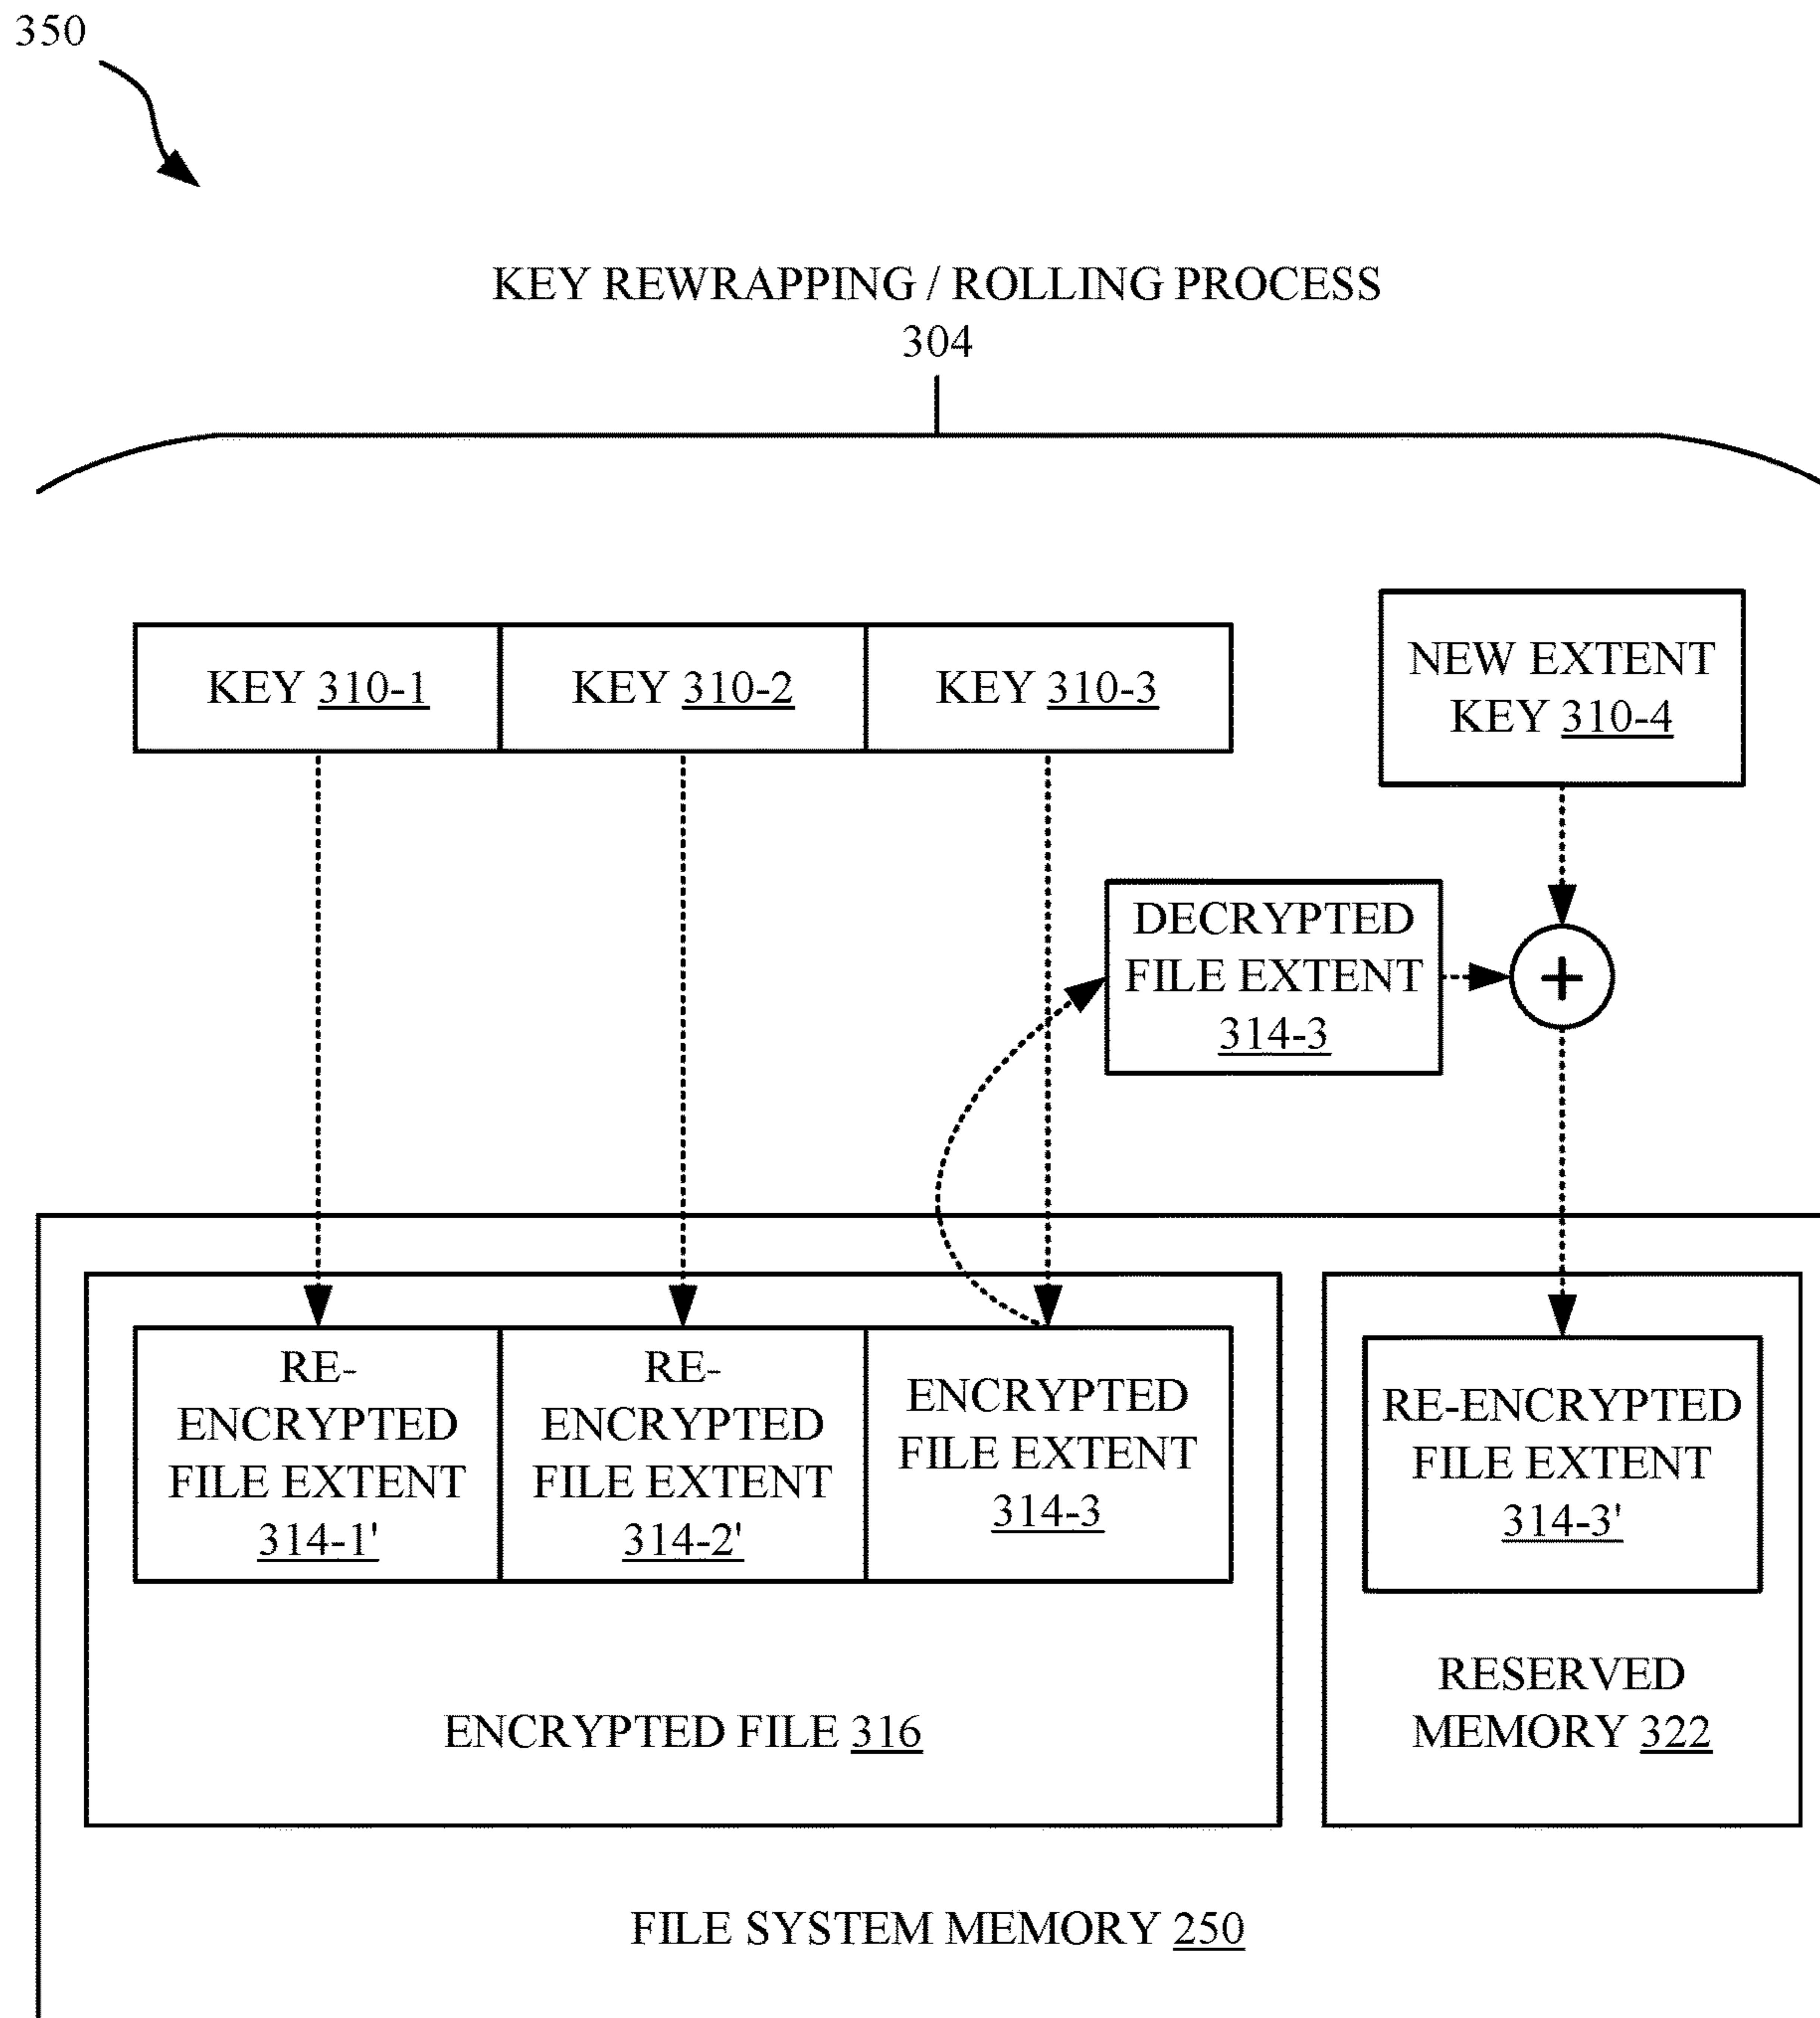 350
KEY REWRAPPING / ROLLING PROCESS
304
KEY 310-1
KEY 310-2
KEY 310-3
NEW EXTENT
KEY 310-4
DECRYPTED
FILE EXTENT
314-3
+
RE-
ENCRYPTED
FILE EXTENT
314-1'
RE-
ENCRYPTED
FILE EXTENT
314-2'
ENCRYPTED
FILE EXTENT
314-3
RE-ENCRYPTED
FILE EXTENT
314-3'
ENCRYPTED FILE 316
RESERVED
MEMORY 322
FILE SYSTEM MEMORY 250